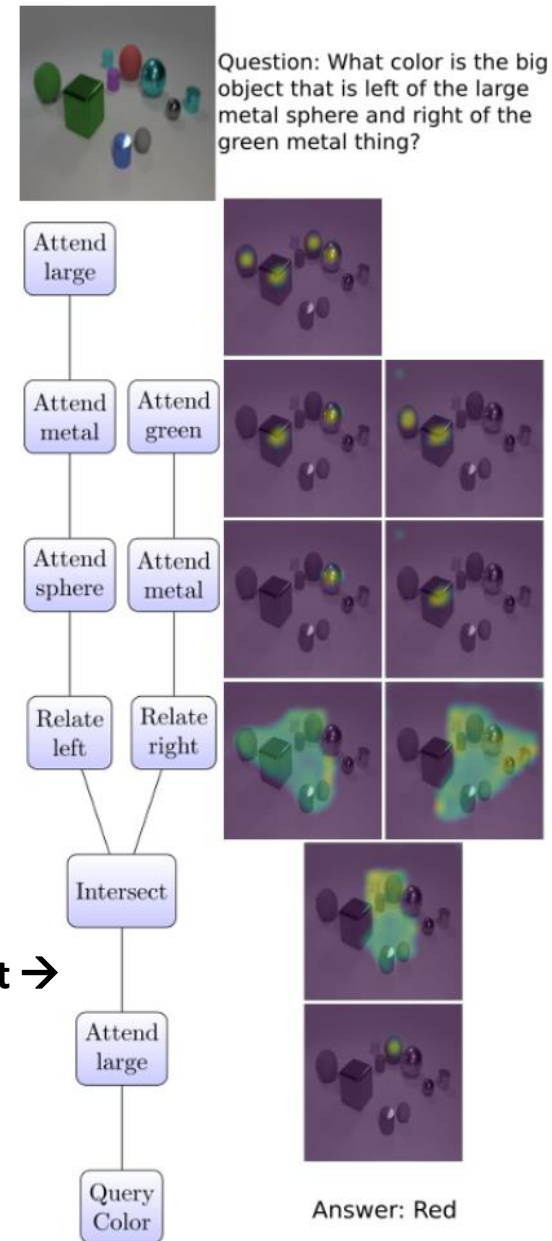 Question: What color is the big
object that is left of the large
metal sphere and right of the
green metal thing?
Attend
large
Attend
metal
Attend
green
Attend
sphere
Attend
metal
Relate
left
Relate
right
Intersect
t →
Attend
large
Query
Color
Answer: Red